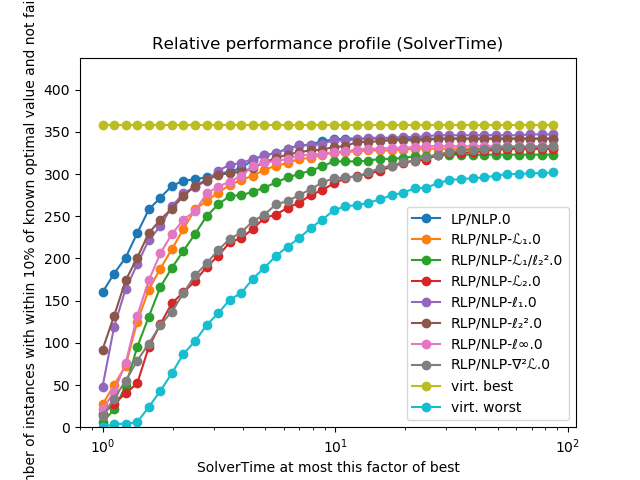 Relative performance profile (SolverTime)
number of instances with within 10% of known optimal value and not fai
400
350
300
250
200
150
100
50
0
10⁰
10¹
10²
SolverTime at most this factor of best
LP/NLP.0
RLP/NLP-ℒ₁.0
RLP/NLP-ℒ₁/ℓ₂².0
RLP/NLP-ℒ₂.0
RLP/NLP-ℓ₁.0
RLP/NLP-ℓ₂².0
RLP/NLP-ℓ∞.0
RLP/NLP-∇²ℒ.0
virt. best
virt. worst